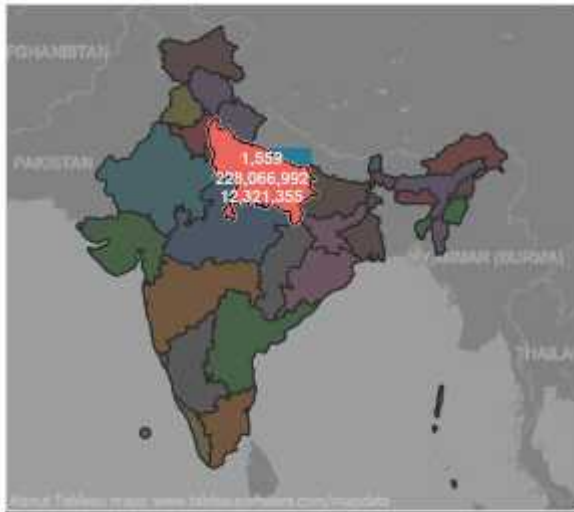 AFGHANISTAN
1,559
PAKISTAN
228,066,992
12,321,355
MYANMAR (BURMA)
THAILA
About Tableau maps: www.tableausoftware.com/mapdata